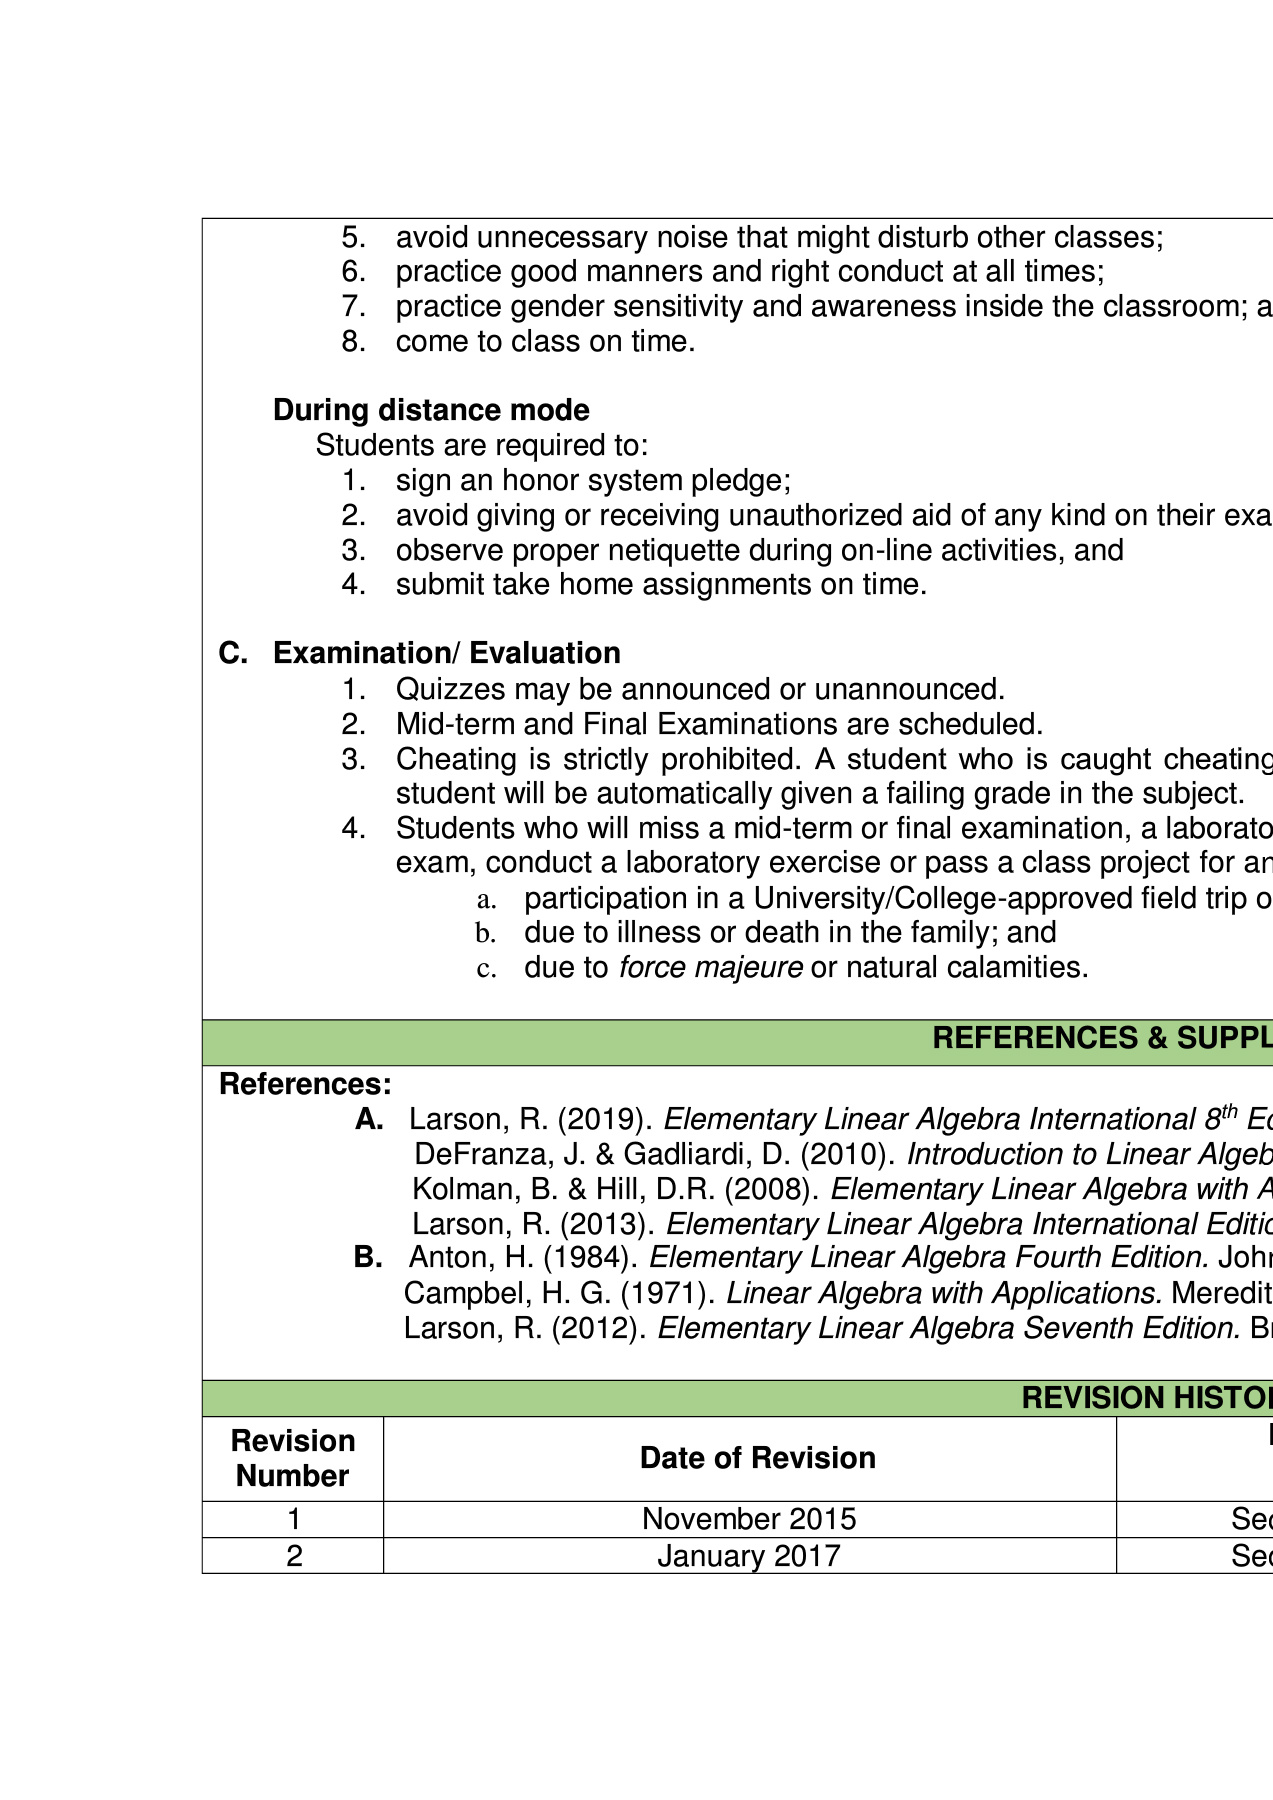 5. avoid unnecessary noise that might disturb other classes;
6. practice good manners and right conduct at all times;
7. practice gender sensitivity and awareness inside the classroom; a
8. come to class on time.
During distance mode
Students are required to:
1. sign an honor system pledge;
2. avoid giving or receiving unauthorized aid of any kind on their exa
3. observe proper netiquette during on-line activities, and
4. submit take home assignments on time.
C. Examination/ Evaluation
1. Quizzes may be announced or unannounced.
2. Mid-term and Final Examinations are scheduled.
3. Cheating is strictly prohibited. A student who is caught cheating
student will be automatically given a failing grade in the subject.
4. Students who will miss a mid-term or final examination, a laborato
exam, conduct a laboratory exercise or pass a class project for an
a. participation in a University/College-approved field trip o
b. due to illness or death in the family; and
c. due to force majeure or natural calamities.
REFERENCES & SUPPL
References:
A. Larson, R. (2019). Elementary Linear Algebra International 8th Ed
DeFranza, J. & Gadliardi, D. (2010). Introduction to Linear Algeb
Kolman, B. & Hill, D.R. (2008). Elementary Linear Algebra with A
Larson, R. (2013). Elementary Linear Algebra International Editio
B. Anton, H. (1984). Elementary Linear Algebra Fourth Edition. John
Campbel, H. G. (1971). Linear Algebra with Applications. Meredit
Larson, R. (2012). Elementary Linear Algebra Seventh Edition. Br
REVISION HISTOR
Revision
Number
Date of Revision
1 November 2015 Sec
2 January 2017 Sec